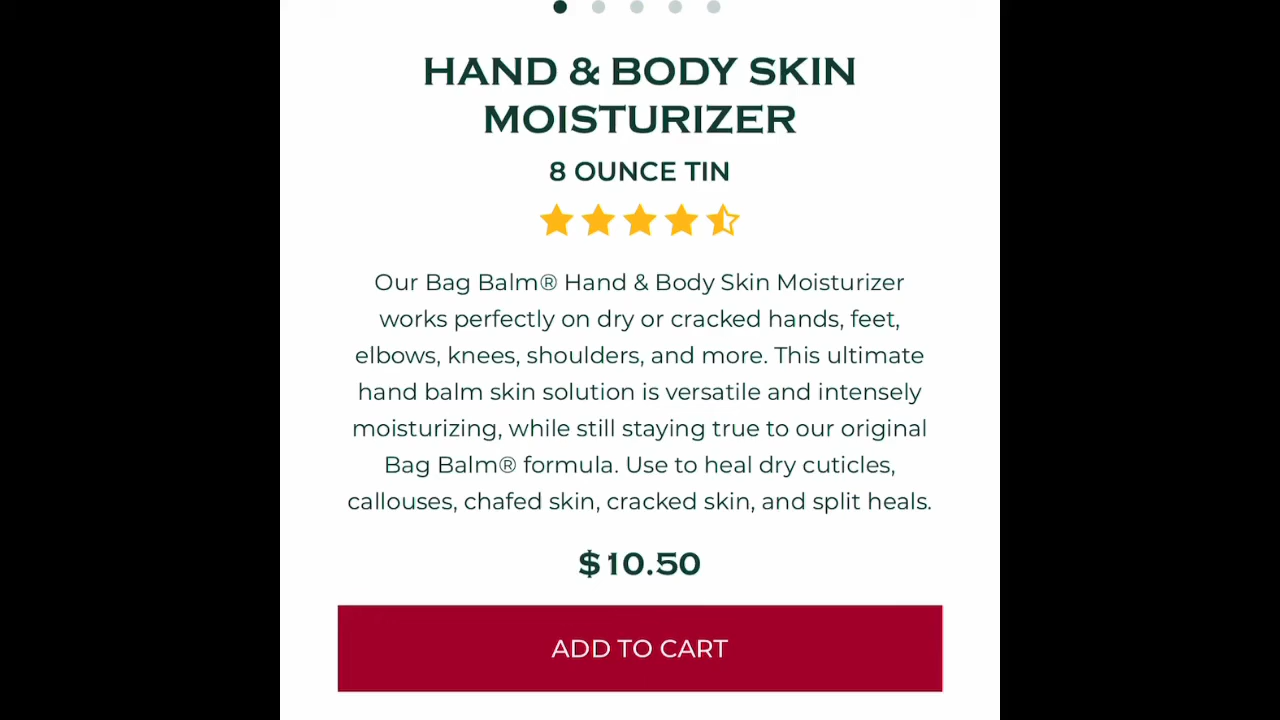 HAND & BODY SKIN
MOISTURIZER
8 OUNCE TIN
Our Bag Balm® Hand & Body Skin Moisturizer
works perfectly on dry or cracked hands, feet,
elbows, knees, shoulders, and more. This ultimate
hand balm skin solution is versatile and intensely
moisturizing, while still staying true to our original
Bag Balm® formula. Use to heal dry cuticles,
callouses, chafed skin, cracked skin, and split heals.
$10.50
ADD TO CART